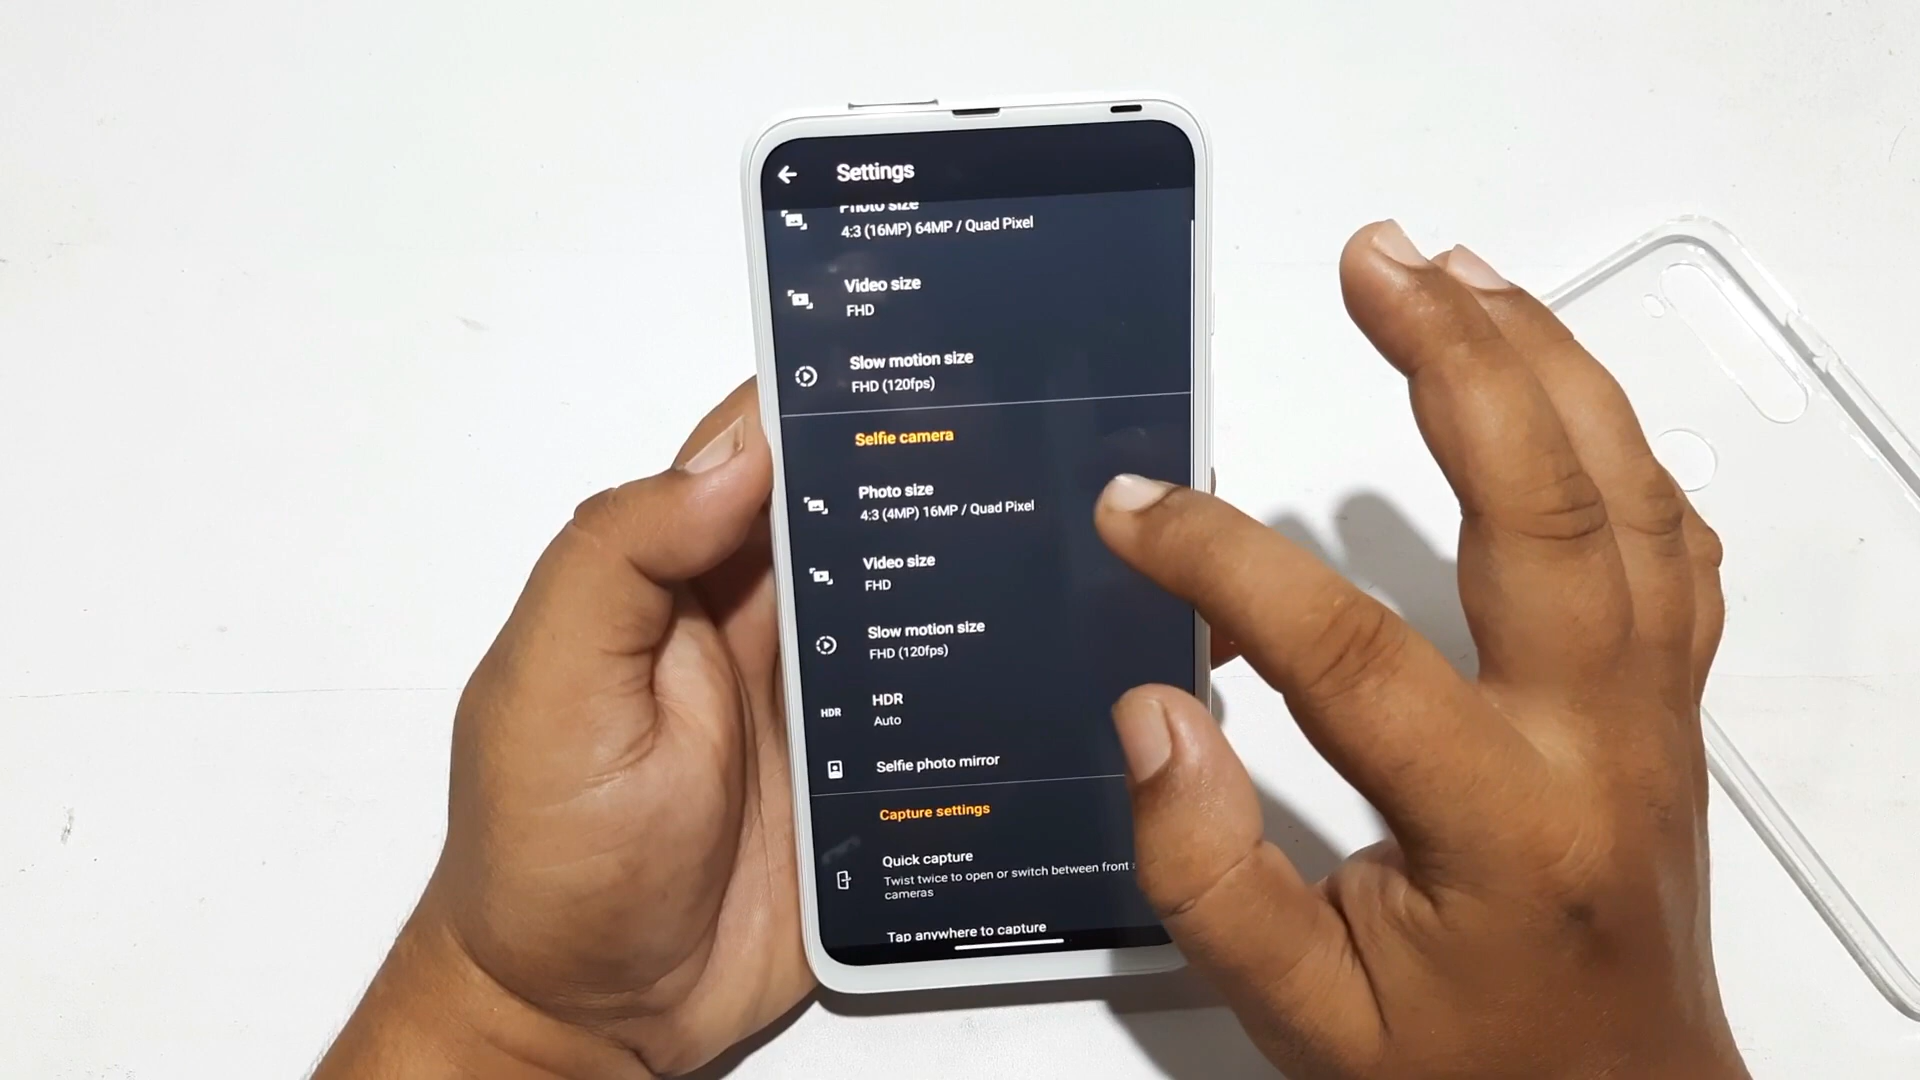 Settings
Photo size
4:3 (16MP) 64MP / Quad Pixel
Video size
FHD
Slow motion size
FHD (120fps)
Selfie camera
Photo size
4:3 (4MP) 16MP / Quad Pixel
Video size
FHD
Slow motion size
FHD (120fps)
HDR
HDR
Auto
Selfie photo mirror
Capture settings
Quick capture
Twist twice to open or switch between front
cameras
Tap anywhere to capture